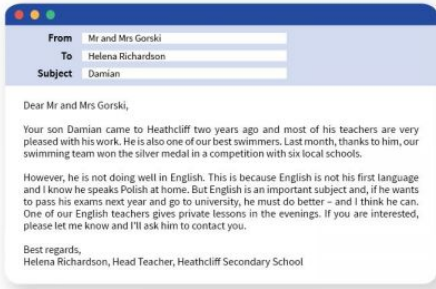 From Mr and Mrs Gorski
To Helena Richardson
Subject Damian
Dear Mr and Mrs Gorski,
Your son Damian came to Heathcliff two years ago and most of his teachers are very
pleased with his work. He is also one of our best swimmers. Last month, thanks to him, our
swimming team won the silver medal in a competition with six local schools.
However, he is not doing well in English. This is because English is not his first language
and I know he speaks Polish at home. But English is an important subject and, if he wants
to pass his exams next year and go to university, he must do better – and I think he can.
One of our English teachers gives private lessons in the evenings. If you are interested,
please let me know and I'll ask him to contact you.
Best regards,
Helena Richardson, Head Teacher, Heathcliff Secondary School